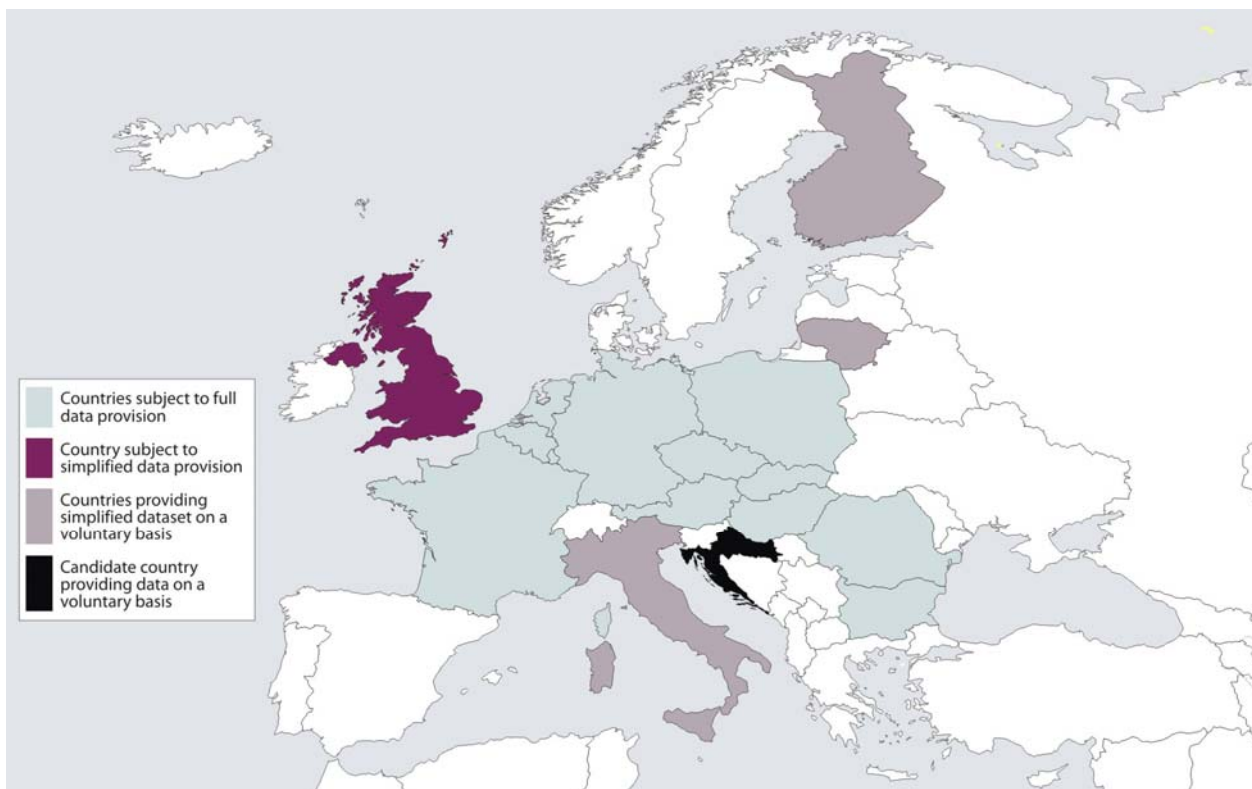 Countries subject to full
data provision
Country subject to
simplified data provision
Countries providing
simplified dataset on a
voluntary basis
Candidate country
providing data on a
voluntary basis